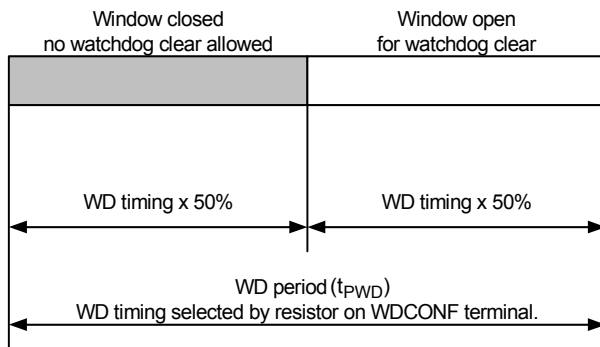 Window closed
no watchdog clear allowed
Window open
for watchdog clear
WD timing x 50%
WD timing x 50%
WD period (tPWD)
WD timing selected by resistor on WDCONF terminal.